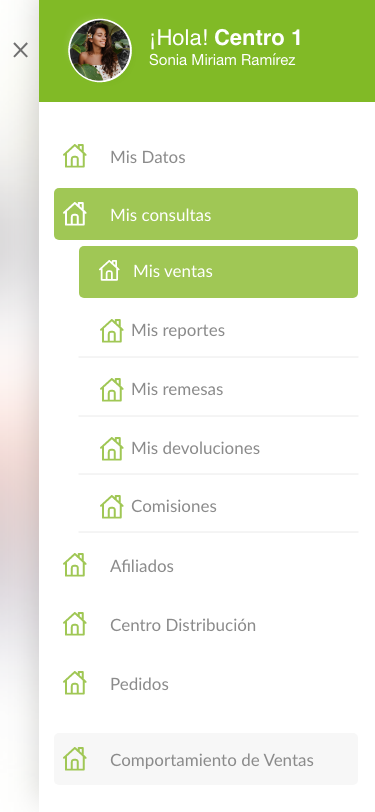 ¡Hola! Centro 1
Sonia Miriam Ramírez
Mis Datos
Mis consultas
Mis ventas
Mis reportes
Mis remesas
Mis devoluciones
Comisiones
Afiliados
Centro Distribución
Pedidos
Comportamiento de Ventas